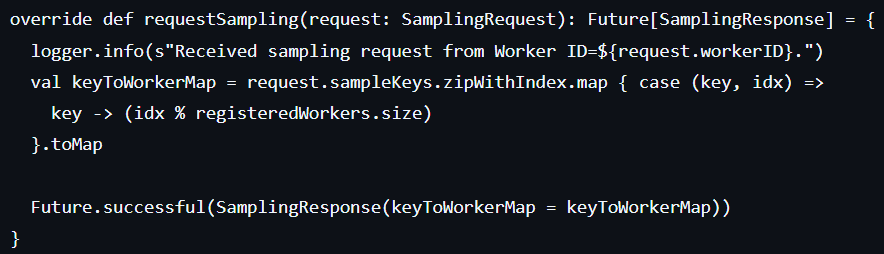 override def requestSampling(request: SamplingRequest): Future[SamplingResponse] = {
  logger.info(s"Received sampling request from Worker ID=${request.workerID}.")
  val keyToWorkerMap = request.sampleKeys.zipWithIndex.map { case (key, idx) =>
    key -> (idx % registeredWorkers.size)
  }.toMap

  Future.successful(SamplingResponse(keyToWorkerMap = keyToWorkerMap))
}